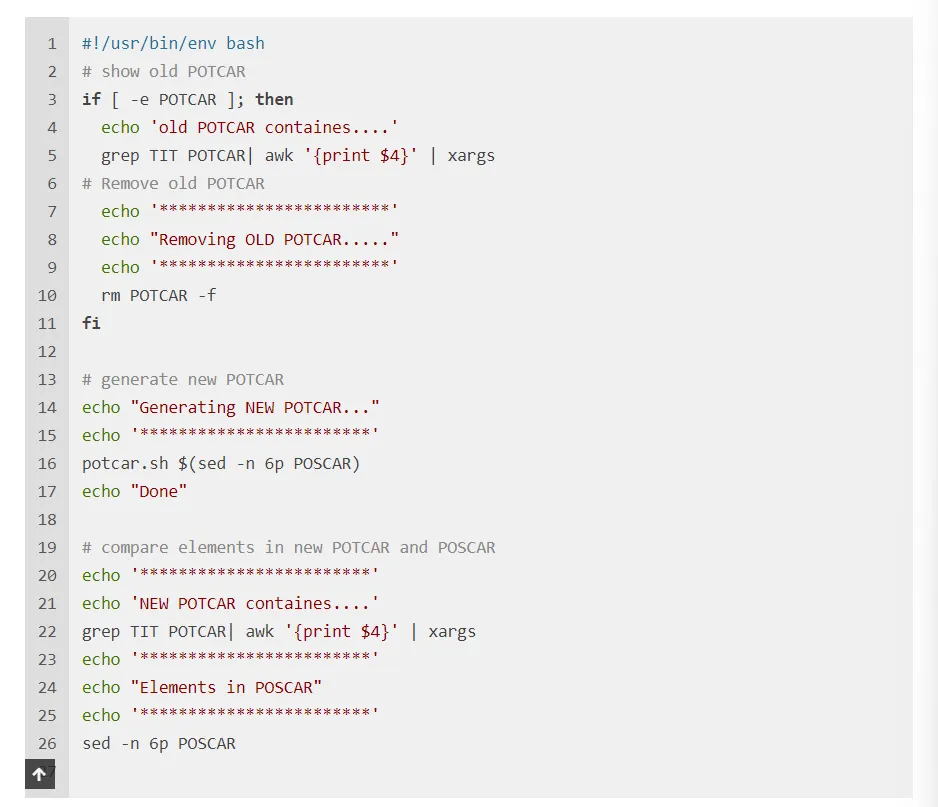 1 #!/usr/bin/env bash
2 # show old POTCAR
3 if [ -e POTCAR ]; then
4   echo 'old POTCAR containes....'
5   grep TIT POTCAR| awk '{print $4}' | xargs
6 # Remove old POTCAR
7   echo '************************'
8   echo "Removing OLD POTCAR....."
9   echo '************************'
10   rm POTCAR -f
11 fi
12
13 # generate new POTCAR
14 echo "Generating NEW POTCAR..."
15 echo '************************'
16 potcar.sh $(sed -n 6p POSCAR)
17 echo "Done"
18
19 # compare elements in new POTCAR and POSCAR
20 echo '************************'
21 echo 'NEW POTCAR containes....'
22 grep TIT POTCAR| awk '{print $4}' | xargs
23 echo '************************'
24 echo "Elements in POSCAR"
25 echo '************************'
26 sed -n 6p POSCAR